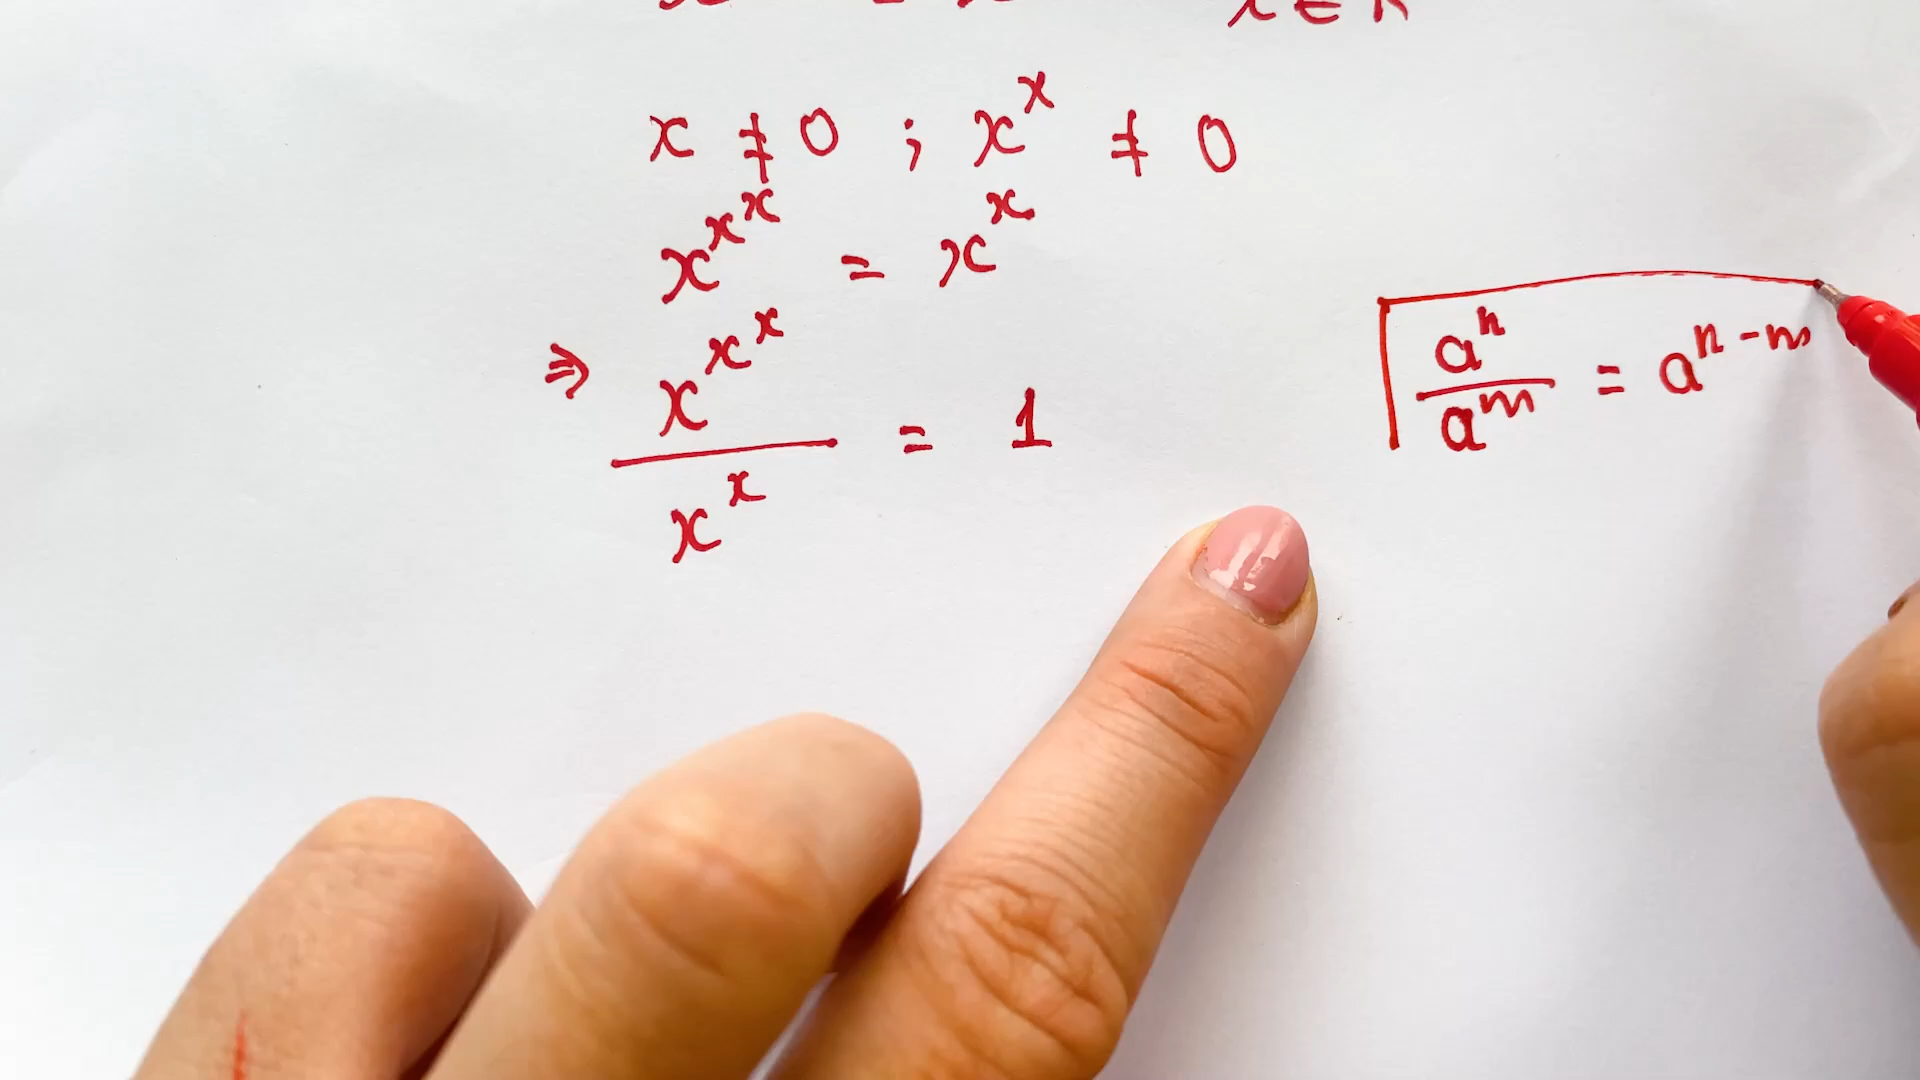 x ≠ 0 ; x^x ≠ 0
x^x^x = x^x
⇒ x^x^x / x^x = 1
a^n / a^m = a^n-m